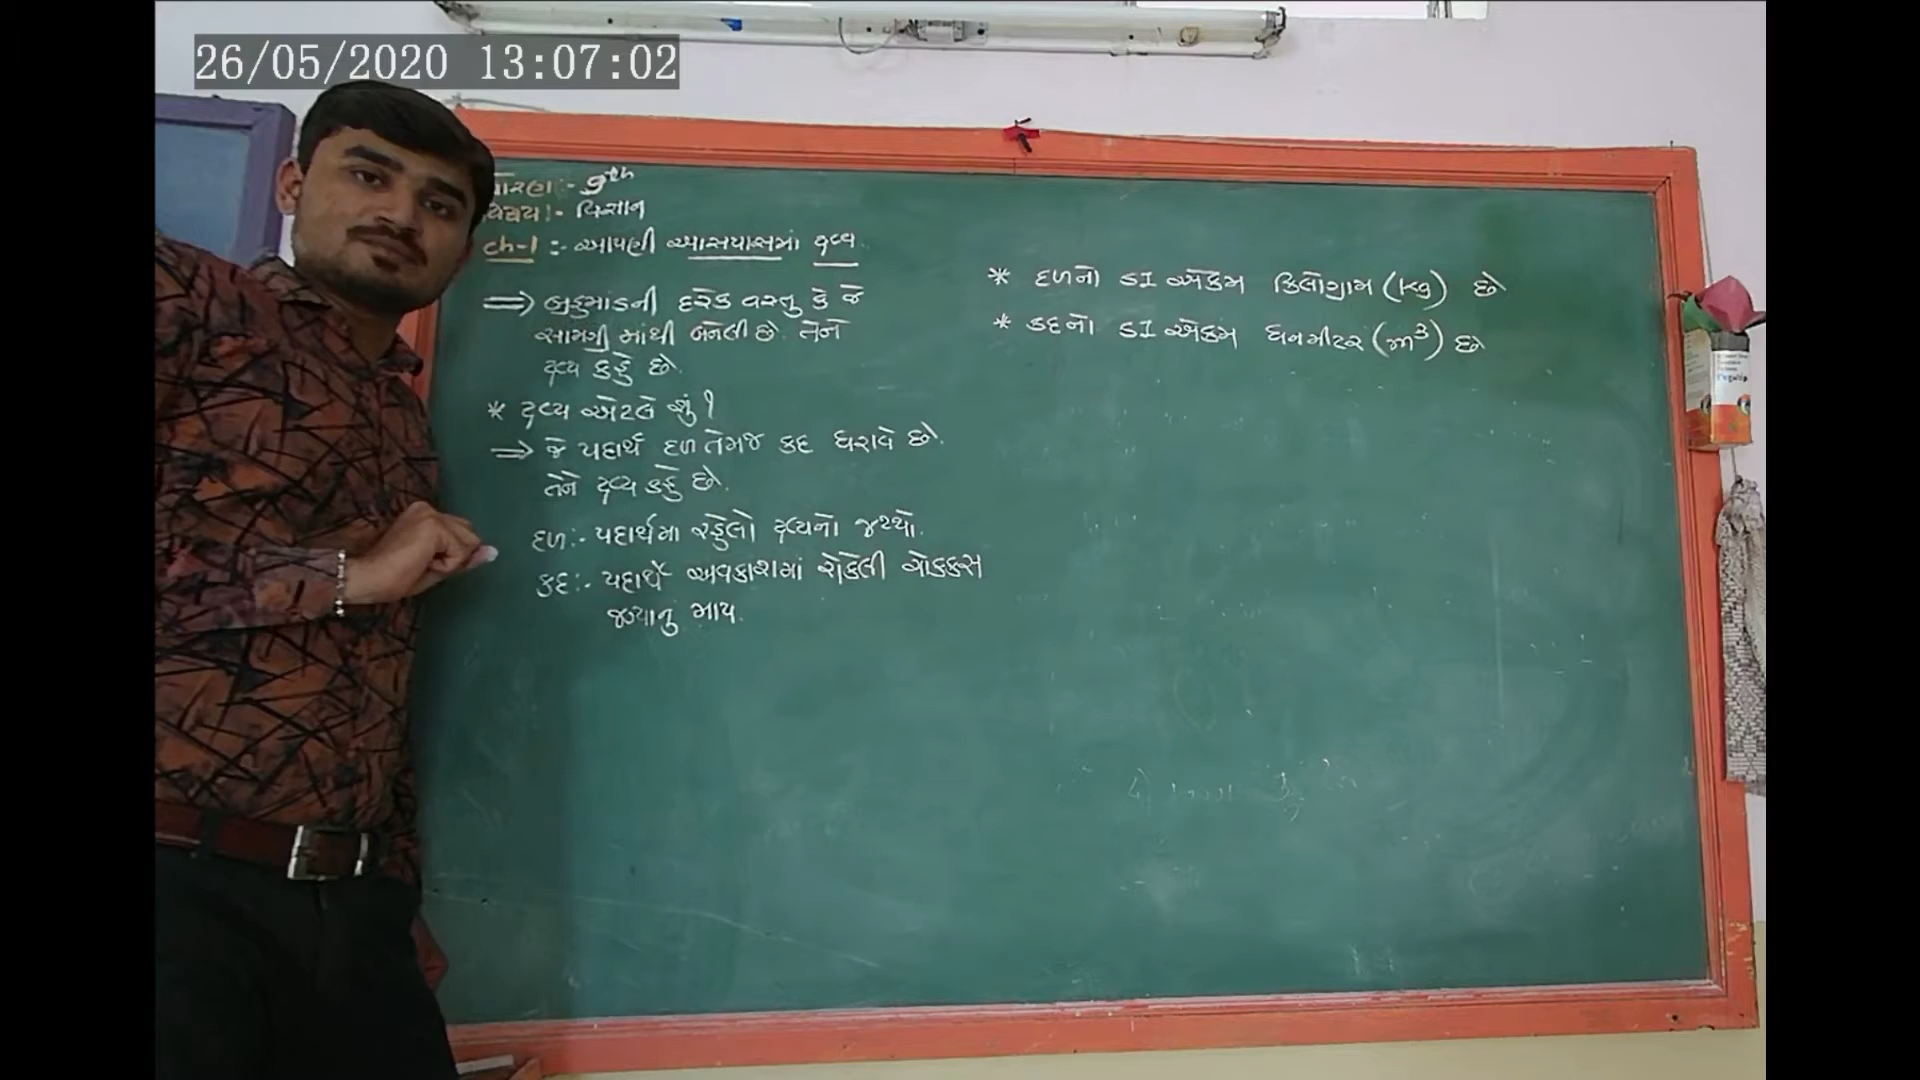 26/05/2020 13:07:02
ધોરણ :- 9th
વિષય :- વિજ્ઞાન
ch-1 :- આપણી આસપાસમાં દ્રવ્ય
⇒ બ્રહ્માંડની દરેક વસ્તુ કે જે
સામગ્રીમાંથી બનેલી છે. તેને
દ્રવ્ય કહે છે.
* દ્રવ્ય એટલે શું?
⇒ જે પદાર્થ દળ તેમજ કદ ધરાવે છે.
તેને દ્રવ્ય કહે છે.
દળ :- પદાર્થમા રહેલો દ્રવ્યનો જથ્થો.
કદ :- પદાર્થે અવકાશમાં રોકેલી ચોક્કસ
જગ્યાનુ માપ.
* દળનો SI એકમ કિલોગ્રામ (kg) છે
* કદનો SI એકમ ઘનમીટર (m³) છે